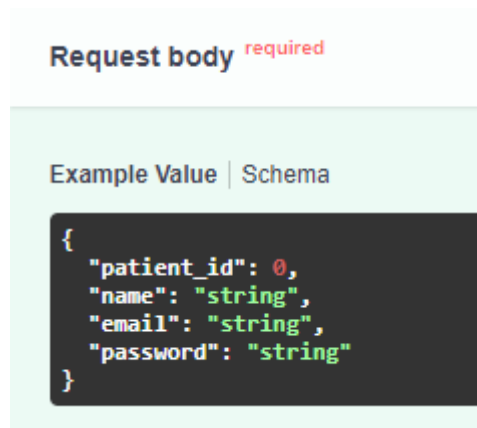 Request body required
Example Value | Schema
{
  "patient_id": 0,
  "name": "string",
  "email": "string",
  "password": "string"
}